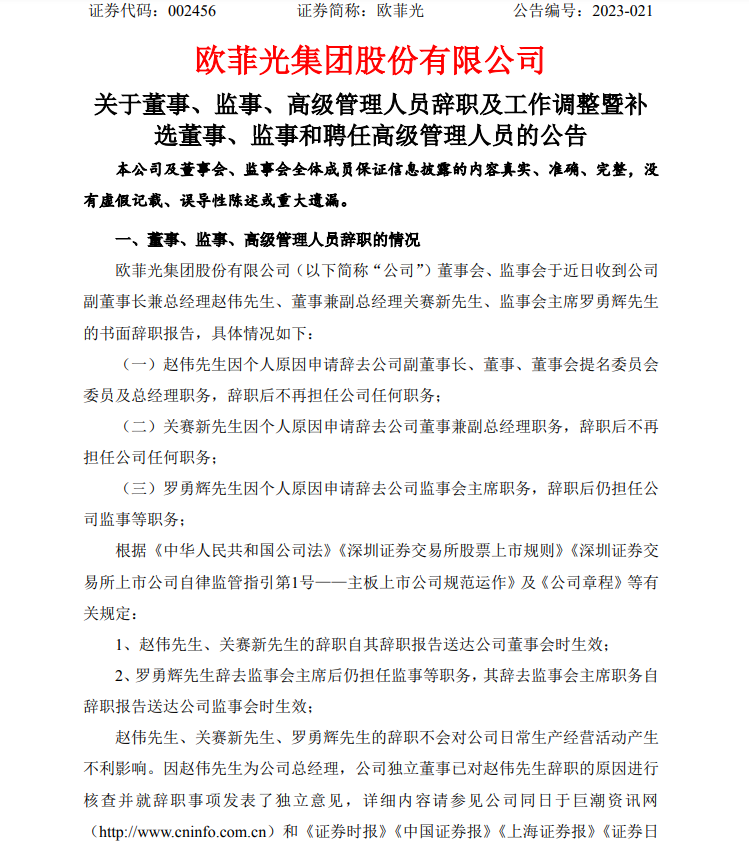 证券代码：002456 证券简称：欧菲光 公告编号：2023-021
欧菲光集团股份有限公司
关于董事、监事、高级管理人员辞职及工作调整暨补
选董事、监事和聘任高级管理人员的公告
本公司及董事会、监事会全体成员保证信息披露的内容真实、准确、完整，没
有虚假记载、误导性陈述或重大遗漏。
一、董事、监事、高级管理人员辞职的情况
欧菲光集团股份有限公司（以下简称“公司”）董事会、监事会于近日收到公司
副董事长兼总经理赵伟先生、董事兼副总经理关赛新先生、监事会主席罗勇辉先生
的书面辞职报告，具体情况如下：
（一）赵伟先生因个人原因申请辞去公司副董事长、董事、董事会提名委员会
委员及总经理职务，辞职后不再担任公司任何职务；
（二）关赛新先生因个人原因申请辞去公司董事兼副总经理职务，辞职后不再
担任公司任何职务；
（三）罗勇辉先生因个人原因申请辞去公司监事会主席职务，辞职后仍担任公
司监事等职务；
根据《中华人民共和国公司法》《深圳证券交易所股票上市规则》《深圳证券交
易所上市公司自律监管指引第1号——主板上市公司规范运作》及《公司章程》等有
关规定：
1、赵伟先生、关赛新先生的辞职自其辞职报告送达公司董事会时生效；
2、罗勇辉先生辞去监事会主席后仍担任监事等职务，其辞去监事会主席职务自
辞职报告送达公司监事会时生效；
赵伟先生、关赛新先生、罗勇辉先生的辞职不会对公司日常生产经营活动产生
不利影响。因赵伟先生为公司总经理，公司独立董事已对赵伟先生辞职的原因进行
核查并就辞职事项发表了独立意见，详细内容请参见公司同日于巨潮资讯网
（http://www.cninfo.com.cn）和《证券时报》《中国证券报》《上海证券报》《证券日